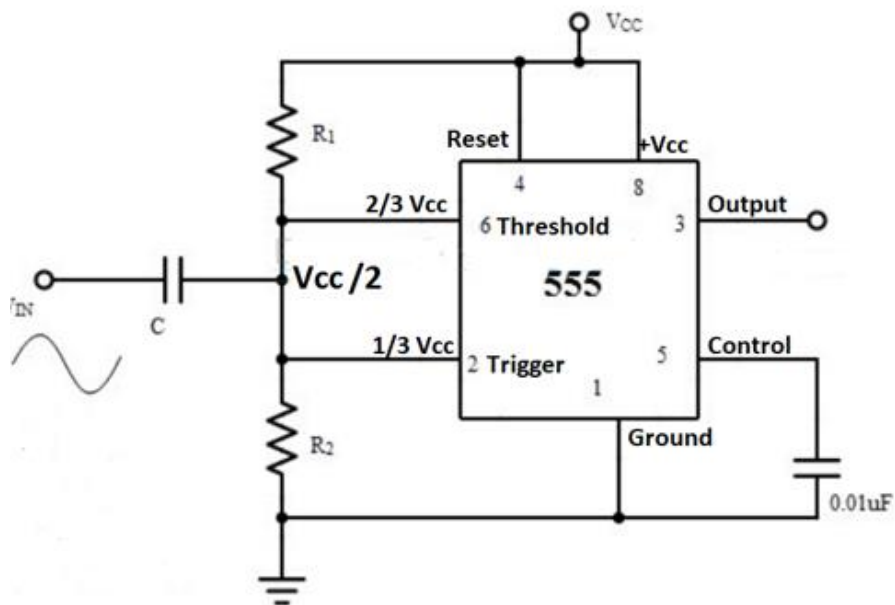 Vcc
R1
Reset
+Vcc
4
8
2/3 Vcc
6 Threshold
3
Output
Vcc/2
555
VIN
C
1/3 Vcc
2 Trigger
5
Control
1
R2
Ground
0.01uF